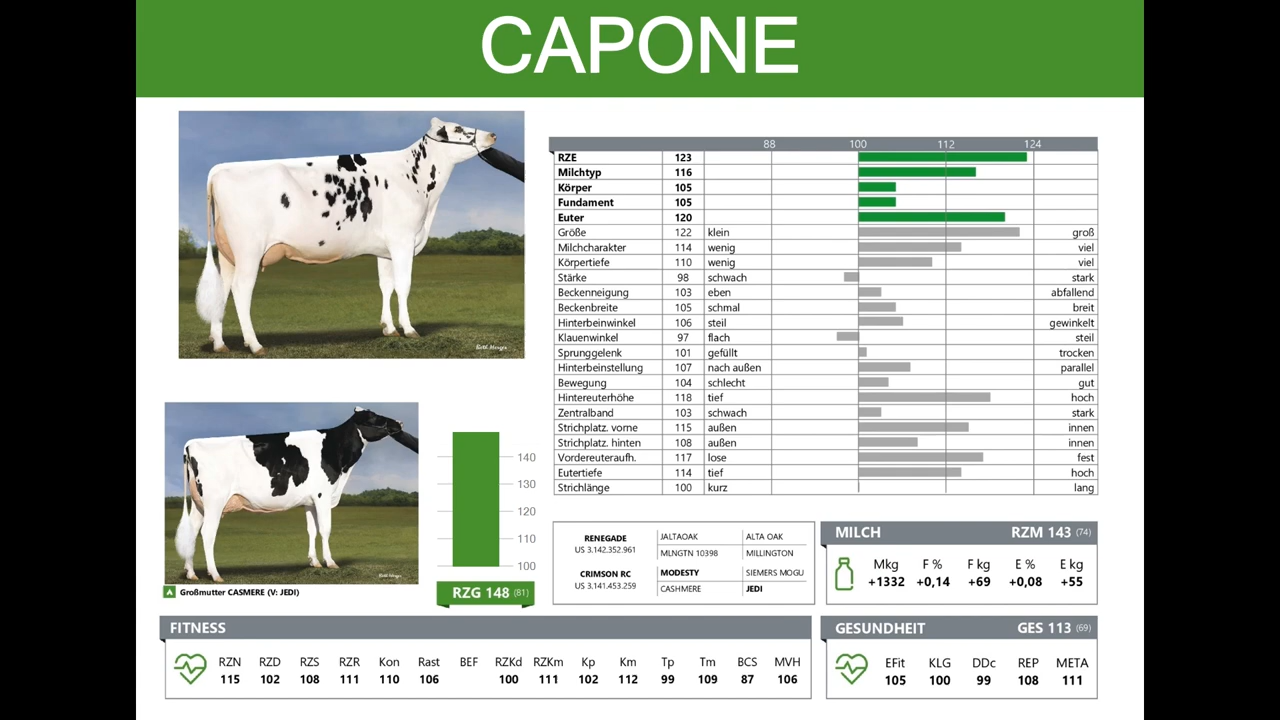 CAPONE
Beth Herges
88 100 112 124
RZE 123
Milchtyp 116
Körper 105
Fundament 105
Euter 120
Größe 122 klein groß
Milchcharakter 114 wenig viel
Körpertiefe 110 wenig viel
Stärke 98 schwach stark
Beckenneigung 103 eben abfallend
Beckenbreite 105 schmal breit
Hinterbeinwinkel 106 steil gewinkelt
Klauenwinkel 97 flach steil
Sprunggelenk 101 gefüllt trocken
Hinterbeinstellung 107 nach außen parallel
Bewegung 104 schlecht gut
Hintereuterhöhe 118 tief hoch
Zentralband 103 schwach stark
Strichplatz. vorne 115 außen innen
Strichplatz. hinten 108 außen innen
Vordereuteraufh. 117 lose fest
Eutertiefe 114 tief hoch
Strichlänge 100 kurz lang
Beth Herges
Großmutter CASMERE (V: JEDI)
140
130
120
110
100
RZG 148 (81)
RENEGADE
US 3.142.352.961
JALTAOAK ALTA OAK
MLNGTN 10398 MILLINGTON
CRIMSON RC
US 3.141.453.259
MODESTY SIEMERS MOGU
CASHMERE JEDI
MILCH RZM 143 (74)
Mkg F % F kg E % E kg
+1332 +0,14 +69 +0,08 +55
FITNESS
RZN RZD RZS RZR Kon Rast BEF RZKd RZKm Kp Km Tp Tm BCS MVH
115 102 108 111 110 106 100 111 102 112 99 109 87 106
GESUNDHEIT GES 113 (69)
EFit KLG DDc REP META
105 100 99 108 111